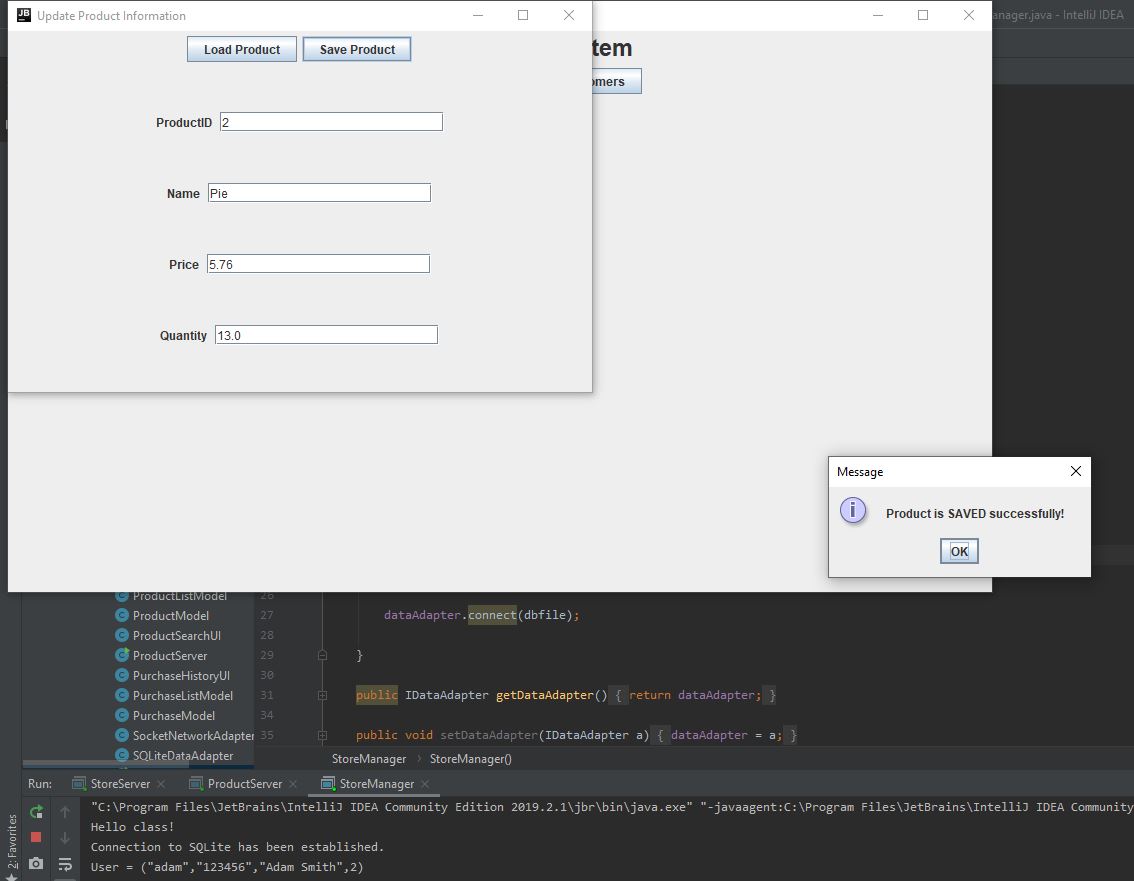 JB Update Product Information
anager.java - IntelliJ IDEA
Load Product Save Product
tem
omers
ProductID 2
Name Pie
Price 5.76
Quantity 13.0
Message
Product is SAVED successfully!
OK
ProductListModel 26
ProductModel 27 dataAdapter.connect(dbfile);
ProductSearchUI 28
ProductServer 29 }
PurchaseHistoryUI 30
PurchaseListModel 31 public IDataAdapter getDataAdapter() { return dataAdapter; }
PurchaseModel 34
SocketNetworkAdapter 35 public void setDataAdapter(IDataAdapter a) { dataAdapter = a; }
SQLiteDataAdapter
StoreManager › StoreManager()
Run: StoreServer ProductServer StoreManager
"C:\Program Files\JetBrains\IntelliJ IDEA Community Edition 2019.2.1\jbr\bin\java.exe" "-javaagent:C:\Program Files\JetBrains\IntelliJ IDEA Community
Hello class!
Connection to SQLite has been established.
User = ("adam","123456","Adam Smith",2)
2: Favorites